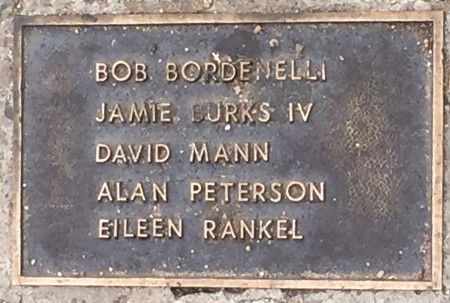 BOB BORDENELLI
JAMIE BURKS IV
DAVID MANN
ALAN PETERSON
EILEEN RANKEL